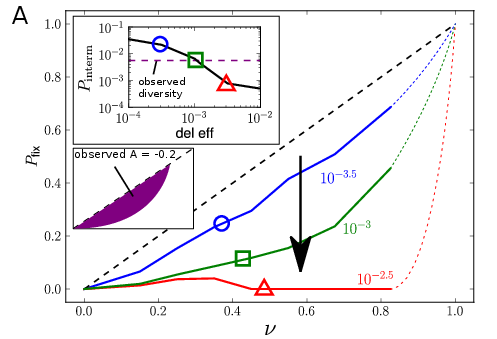 A
P_fix
1.0
0.8
0.6
0.4
0.2
0.0
0.0
0.2
0.4
0.6
0.8
1.0
ν
P_interm
10^{-1}
10^{-2}
10^{-3}
10^{-4}
10^{-4}
10^{-3}
10^{-2}
del eff
observed
diversity
observed A = -0.2
10^{-3.5}
10^{-3}
10^{-2.5}